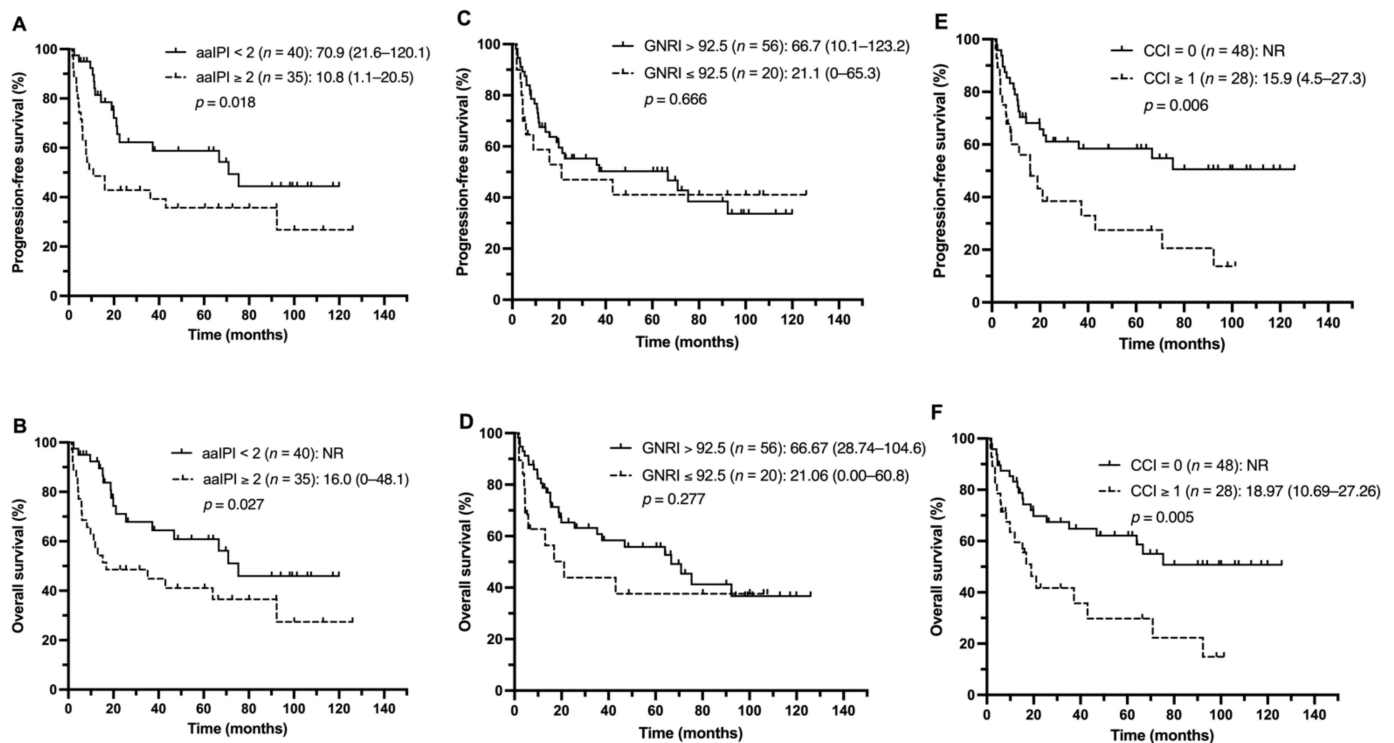 A
Progression-free survival (%)
100
80
60
40
20
0
aaIPI < 2 (n = 40): 70.9 (21.6–120.1)
aaIPI ≥ 2 (n = 35): 10.8 (1.1–20.5)
p = 0.018
0 20 40 60 80 100 120 140
Time (months)
C
Progression-free survival (%)
100
80
60
40
20
0
GNRI > 92.5 (n = 56): 66.7 (10.1–123.2)
GNRI ≤ 92.5 (n = 20): 21.1 (0–65.3)
p = 0.666
0 20 40 60 80 100 120 140
Time (months)
E
Progression-free survival (%)
100
80
60
40
20
0
CCI = 0 (n = 48): NR
CCI ≥ 1 (n = 28): 15.9 (4.5–27.3)
p = 0.006
0 20 40 60 80 100 120 140
Time (months)
B
Overall survival (%)
100
80
60
40
20
0
aaIPI < 2 (n = 40): NR
aaIPI ≥ 2 (n = 35): 16.0 (0–48.1)
p = 0.027
0 20 40 60 80 100 120 140
Time (months)
D
Overall survival (%)
100
80
60
40
20
0
GNRI > 92.5 (n = 56): 66.67 (28.74–104.6)
GNRI ≤ 92.5 (n = 20): 21.06 (0.00–60.8)
p = 0.277
0 20 40 60 80 100 120 140
Time (months)
F
Overall survival (%)
100
80
60
40
20
0
CCI = 0 (n = 48): NR
CCI ≥ 1 (n = 28): 18.97 (10.69–27.26)
p = 0.005
0 20 40 60 80 100 120 140
Time (months)